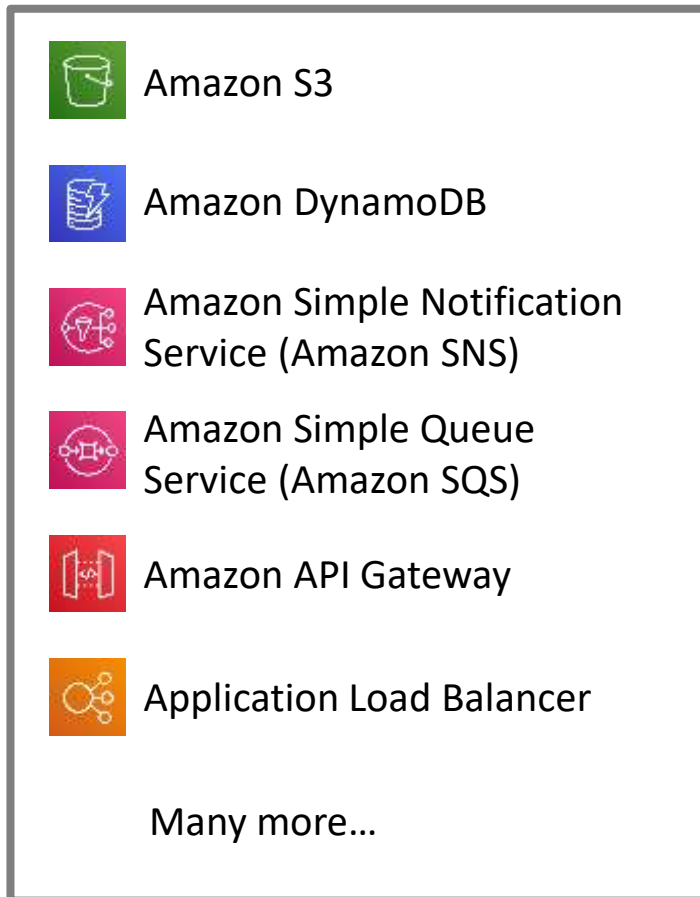 Amazon S3
Amazon DynamoDB
Amazon Simple Notification
Service (Amazon SNS)
Amazon Simple Queue
Service (Amazon SQS)
Amazon API Gateway
Application Load Balancer
Many more…